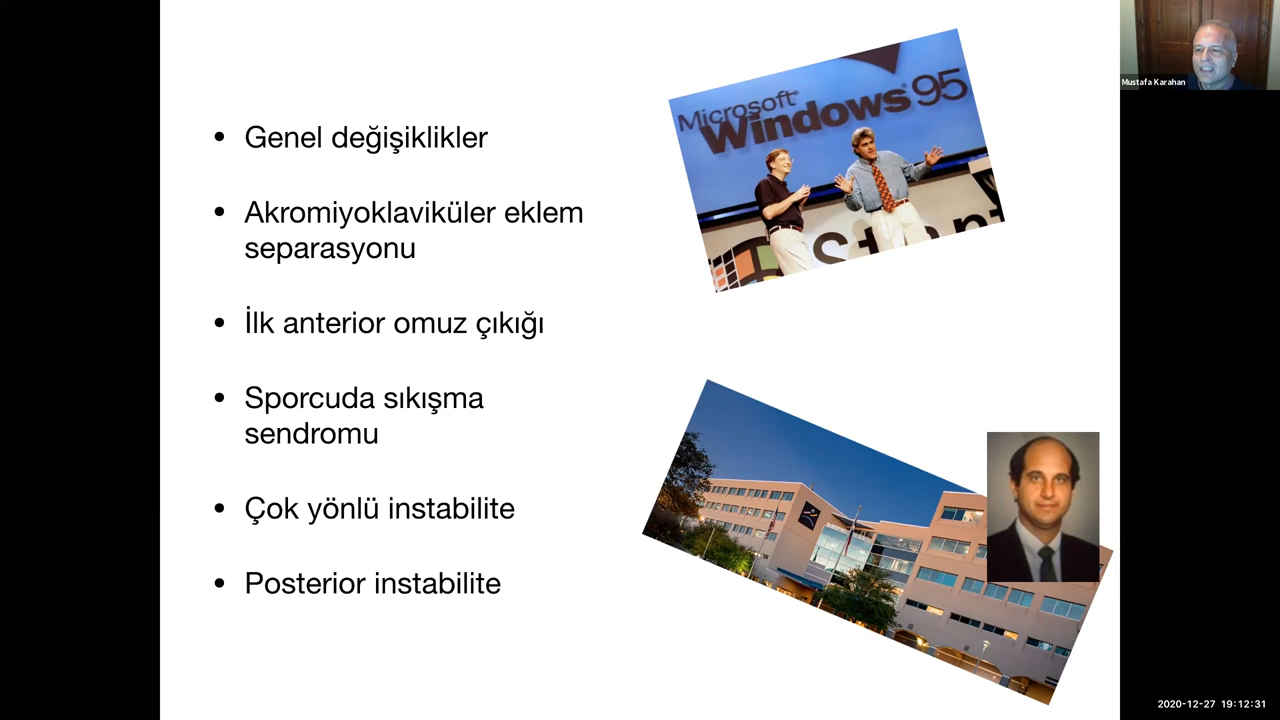 • Genel değişiklikler
• Akromiyoklaviküler eklem
separasyonu
• İlk anterior omuz çıkığı
• Sporcuda sıkışma
sendromu
• Çok yönlü instabilite
• Posterior instabilite
Microsoft
Windows 95
Start
Mustafa Karahan
2020-12-27 19:12:31